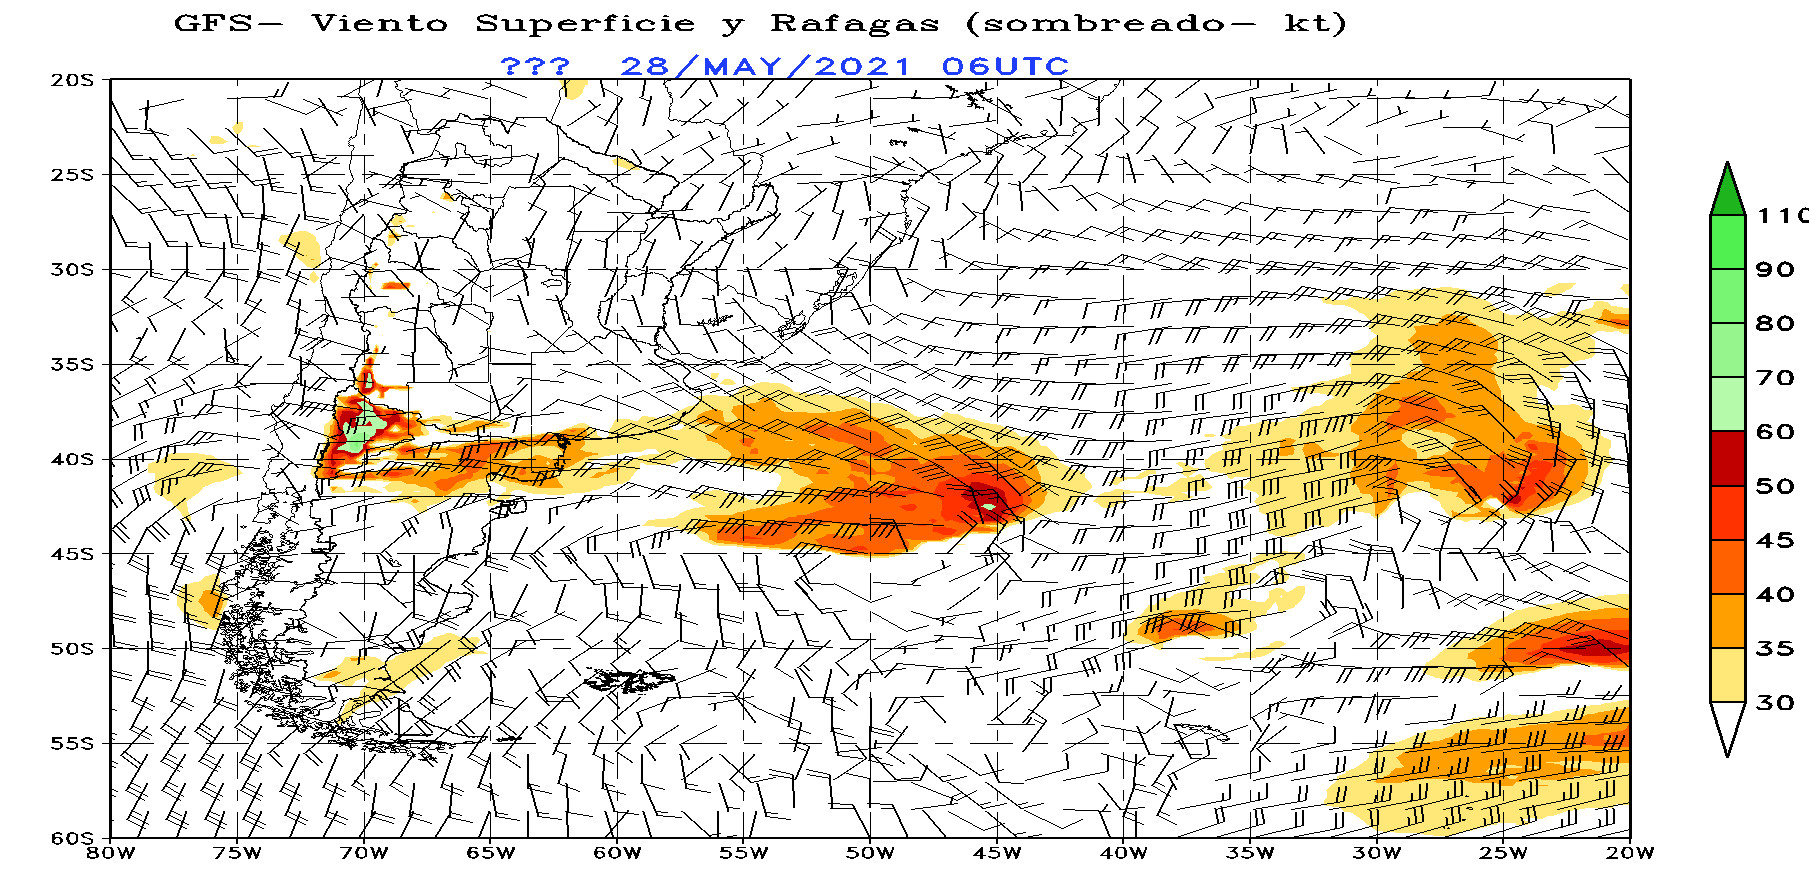 GFS− Viento Superficie y Rafagas (sombreado− kt)
???  28/MAY/2021 06UTC
20S
25S
30S
35S
40S
45S
50S
55S
60S
80W 75W 70W 65W 60W 55W 50W 45W 40W 35W 30W 25W 20W
110
90
80
70
60
50
45
40
35
30